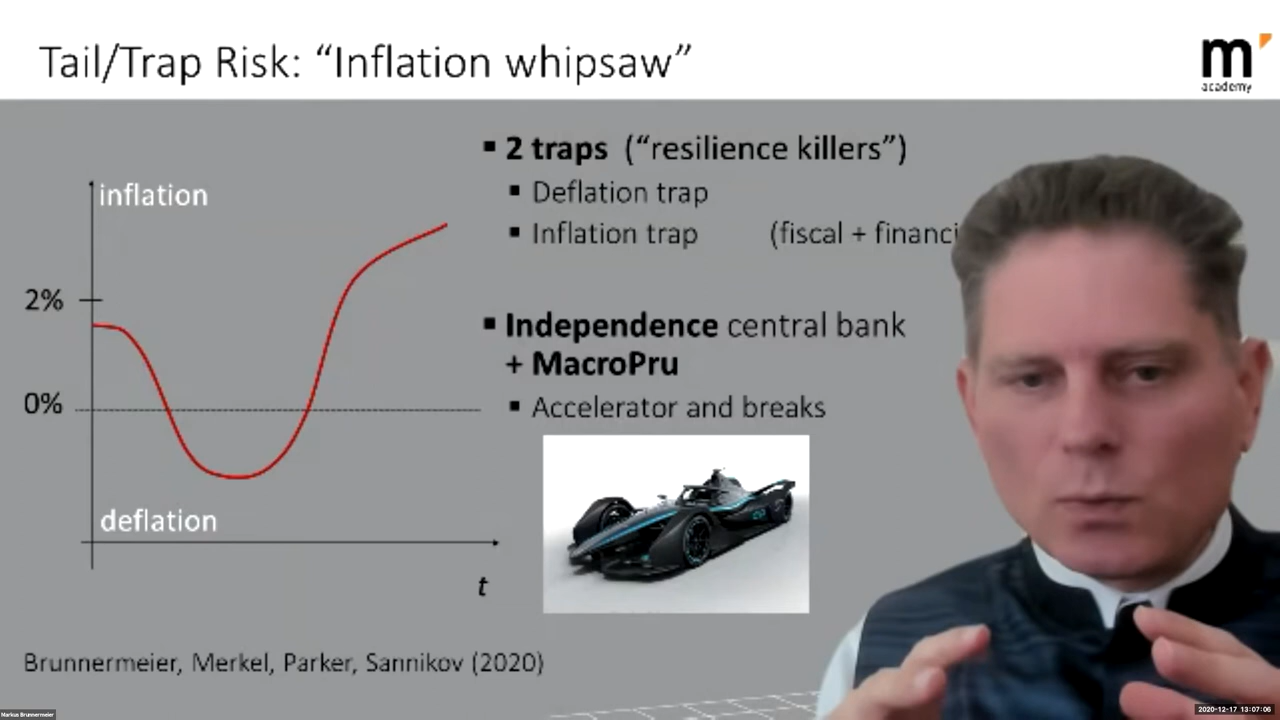 Tail/Trap Risk: “Inflation whipsaw”
m'
academy
▪ 2 traps (“resilience killers”)
▪ Deflation trap
▪ Inflation trap (fiscal + financi
▪ Independence central bank
+ MacroPru
▪ Accelerator and breaks
inflation
2%
0%
deflation
t
Brunnermeier, Merkel, Parker, Sannikov (2020)
Markus Brunnermeier
2020-12-17 13:07:06